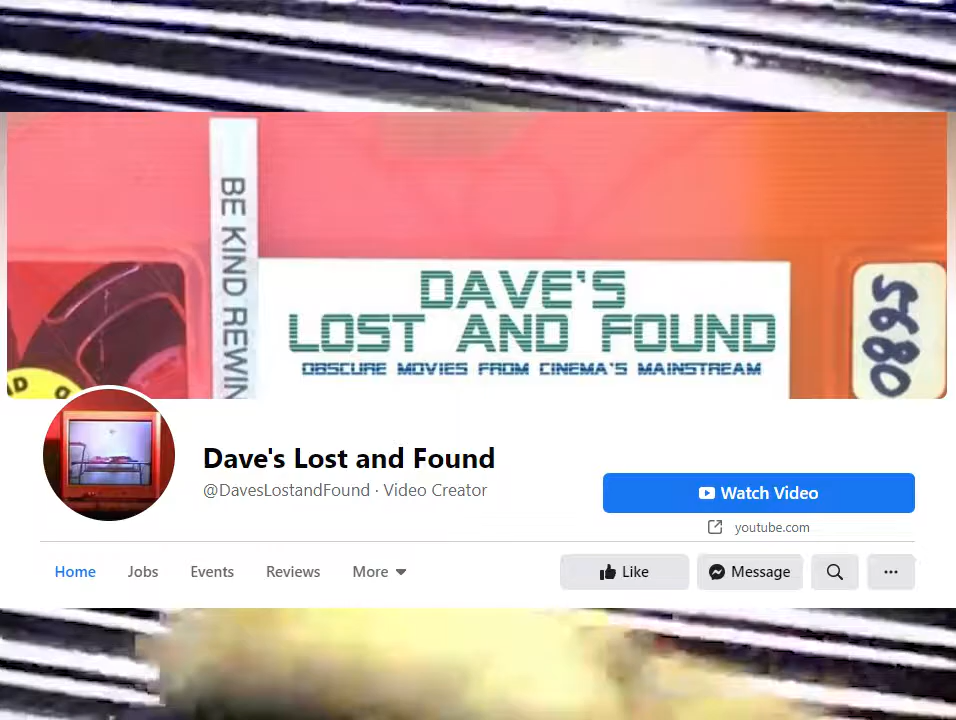 BE KIND REWIN
DAVE'S
LOST AND FOUND
OBSCURE MOVIES FROM CINEMA'S MAINSTREAM
0825
Dave's Lost and Found
@DavesLostandFound · Video Creator
Watch Video
youtube.com
Home Jobs Events Reviews More
Like Message ...